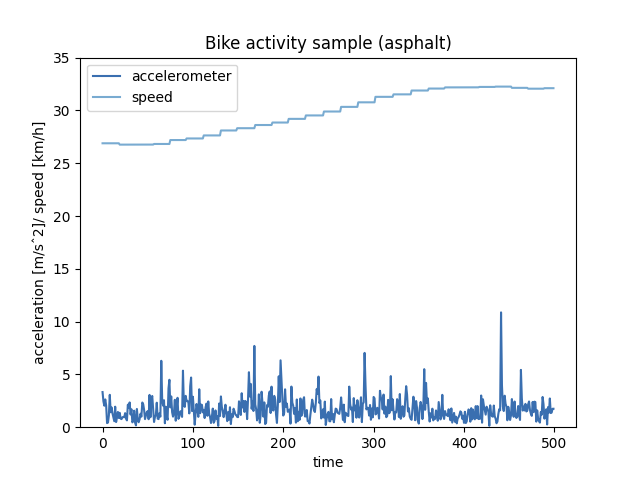 Bike activity sample (asphalt)
accelerometer
speed
35
30
25
20
15
10
5
0
acceleration [m/sˆ2]/ speed [km/h]
0 100 200 300 400 500
time